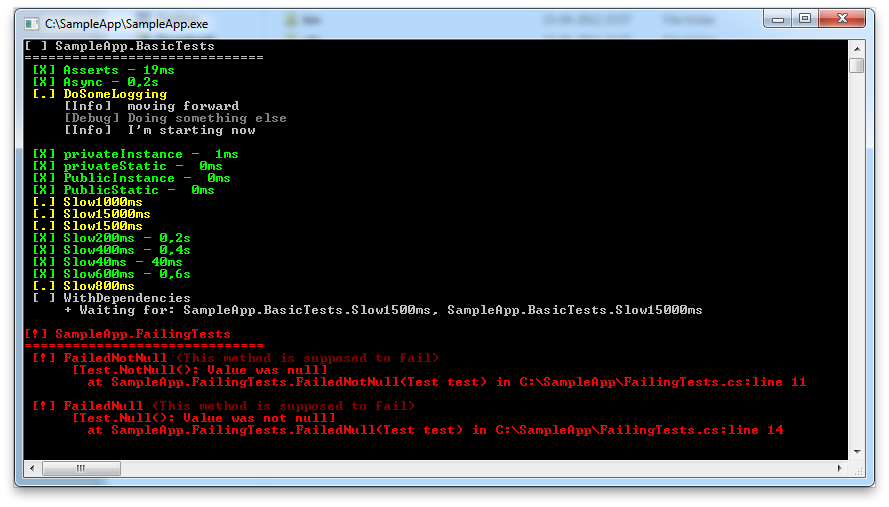 C:\SampleApp\SampleApp.exe
[ ] SampleApp.BasicTests
==============================
[X] Asserts - 19ms
[X] Async - 0,2s
[.] DoSomeLogging
[Info] moving forward
[Debug] Doing something else
[Info] I'm starting now
[X] privateInstance - 1ms
[X] privateStatic - 0ms
[X] PublicInstance - 0ms
[X] PublicStatic - 0ms
[.] Slow1000ms
[.] Slow15000ms
[.] Slow1500ms
[X] Slow200ms - 0,2s
[X] Slow400ms - 0,4s
[X] Slow40ms - 40ms
[X] Slow600ms - 0,6s
[.] Slow800ms
[ ] WithDependencies
+ Waiting for: SampleApp.BasicTests.Slow1500ms, SampleApp.BasicTests.Slow15000ms
[!] SampleApp.FailingTests
==============================
[!] FailedNotNull (This method is supposed to fail)
[Test.NotNull(): Value was null]
at SampleApp.FailingTests.FailedNotNull(Test test) in C:\SampleApp\FailingTests.cs:line 11
[!] FailedNull (This method is supposed to fail)
[Test.Null(): Value was not null]
at SampleApp.FailingTests.FailedNull(Test test) in C:\SampleApp\FailingTests.cs:line 14